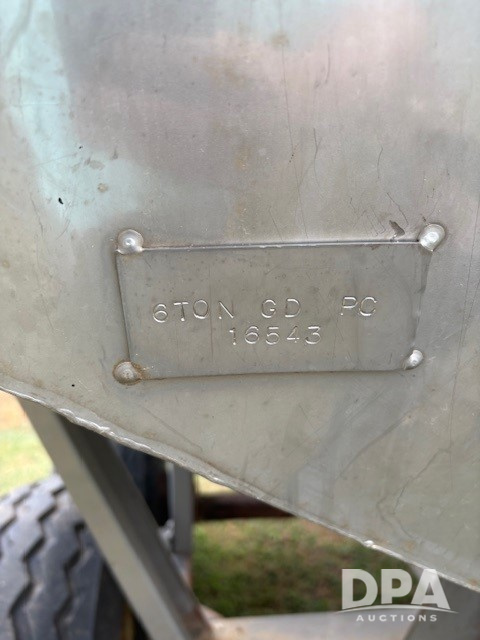 6TON GD PC
16543
DPA
AUCTIONS